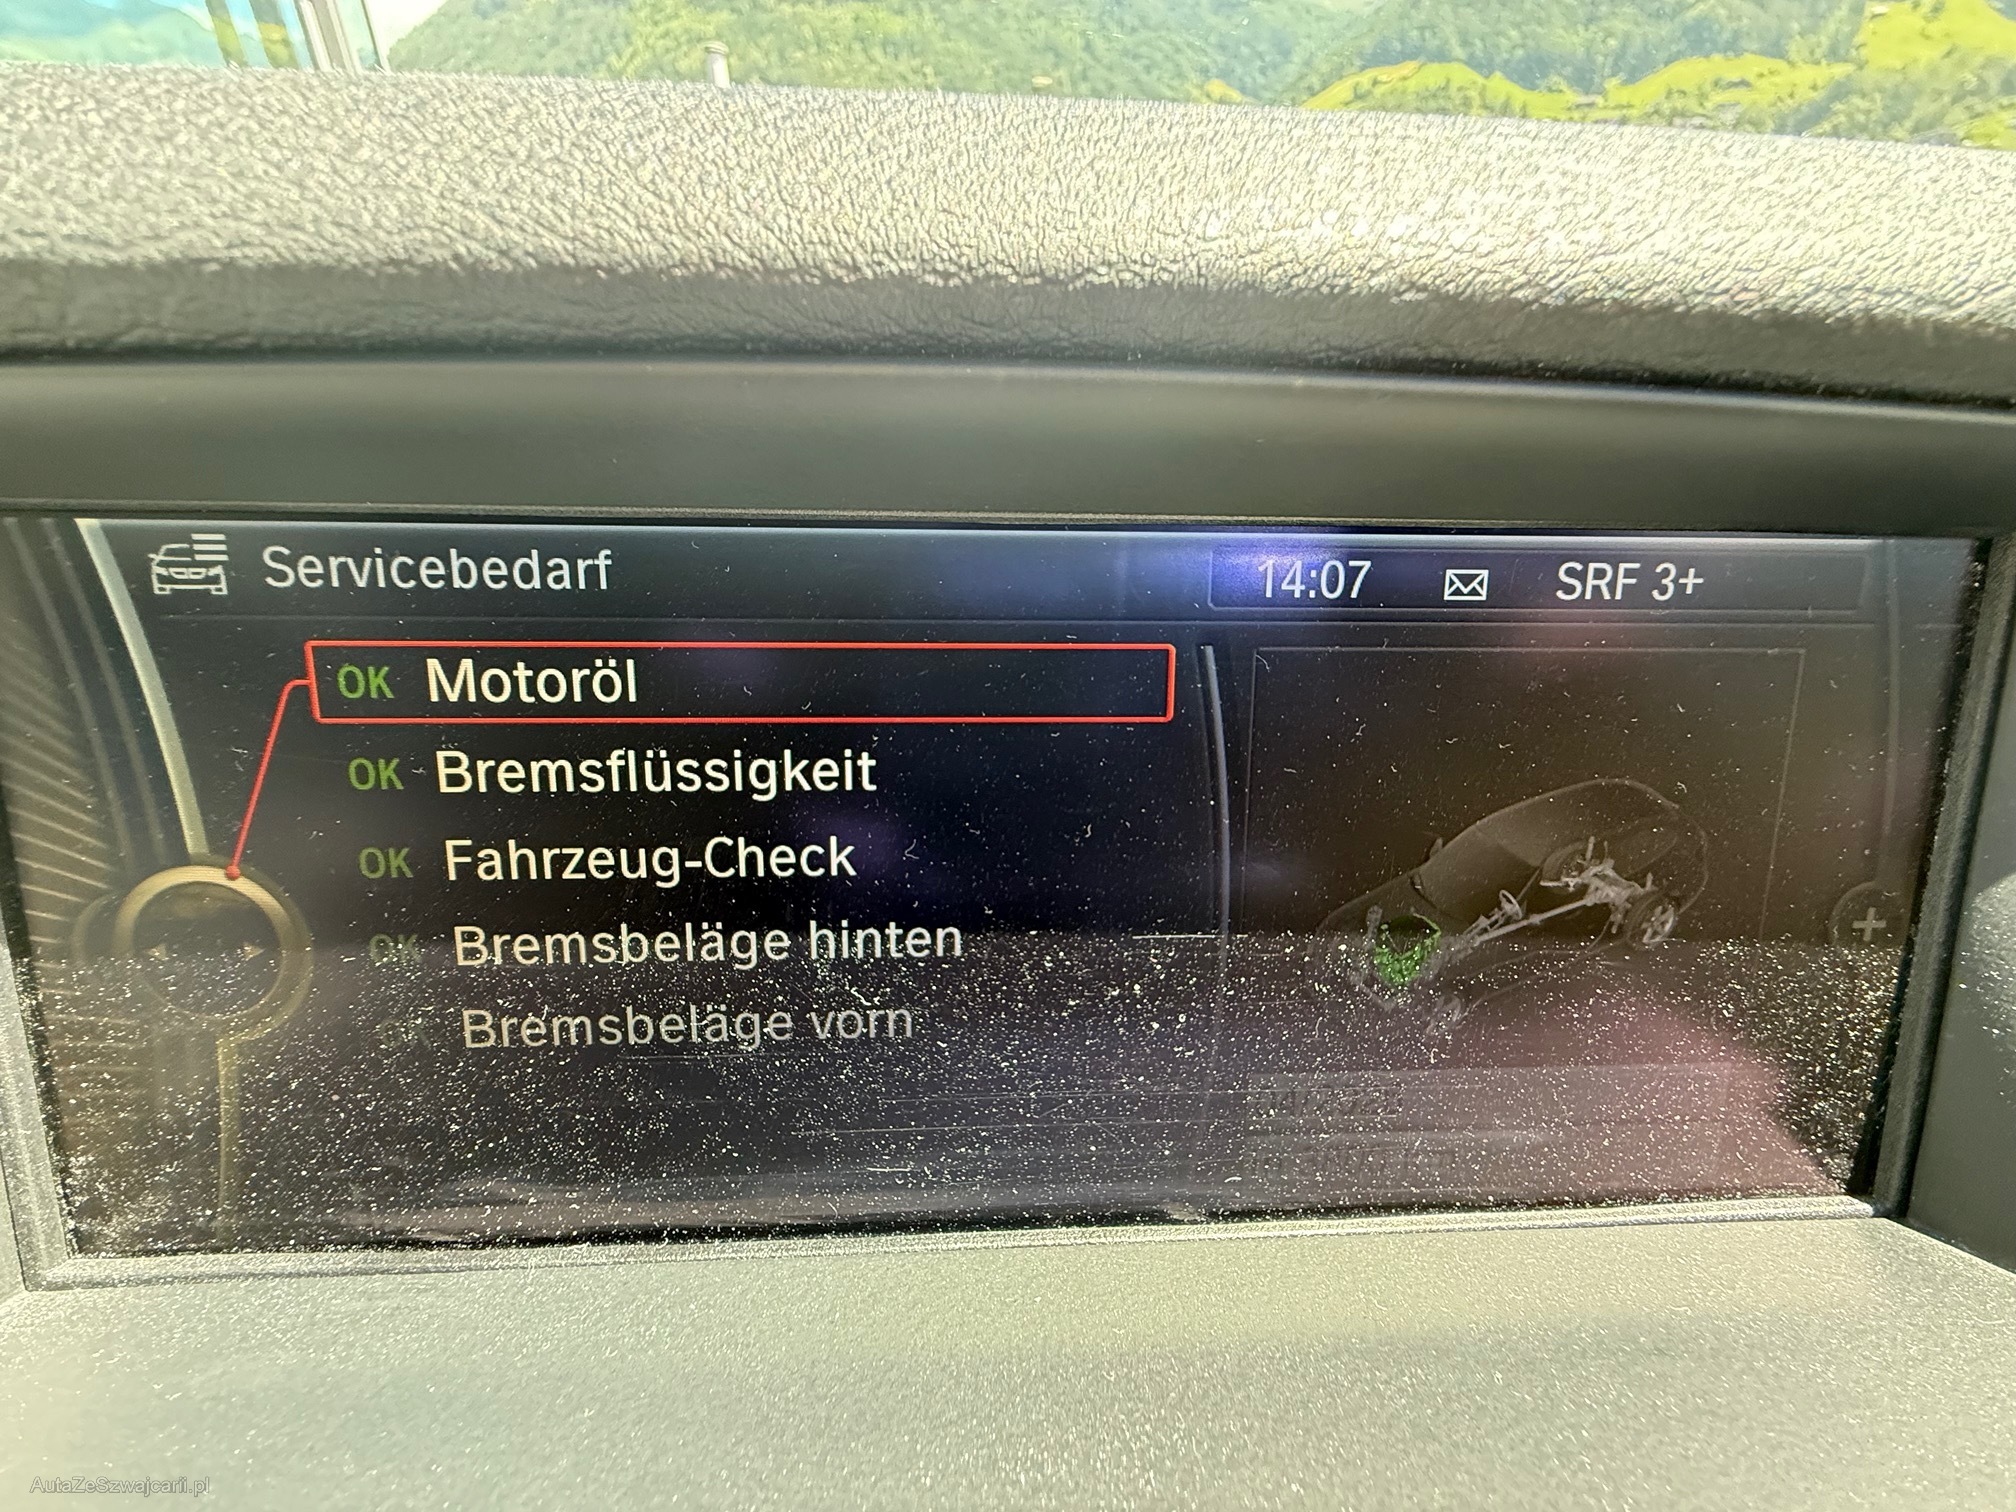 Servicebedarf
14:07 SRF 3+
OK Motoröl
OK Bremsflüssigkeit
OK Fahrzeug-Check
OK Bremsbeläge hinten
OK Bremsbeläge vorn
AutaZeSzwajcarii.pl